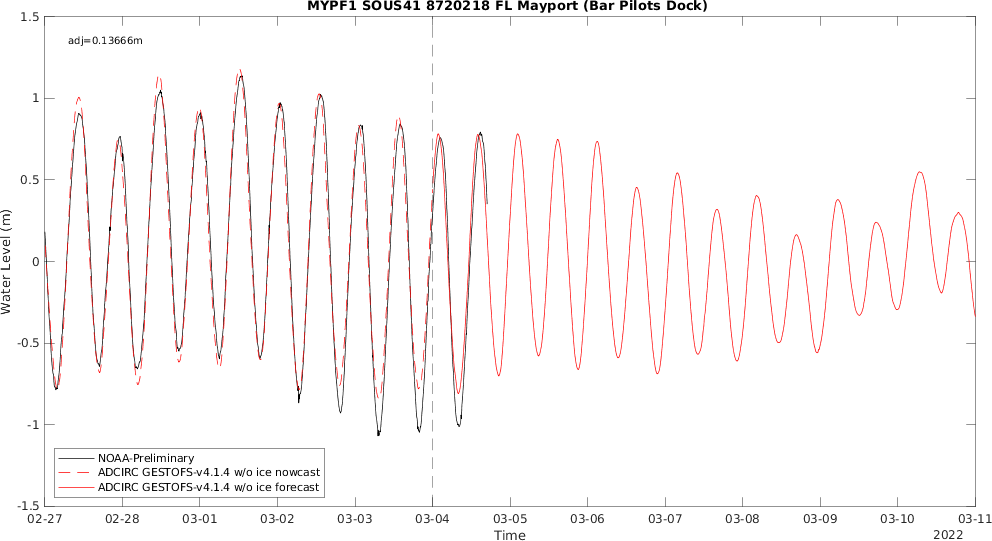 MYPF1 SOUS41 8720218 FL Mayport (Bar Pilots Dock)
adj=0.13666m
Water Level (m)
1.5
1
0.5
0
-0.5
-1
-1.5
NOAA-Preliminary
ADCIRC GESTOFS-v4.1.4 w/o ice nowcast
ADCIRC GESTOFS-v4.1.4 w/o ice forecast
02-27 02-28 03-01 03-02 03-03 03-04 03-05 03-06 03-07 03-08 03-09 03-10 03-11
Time
2022